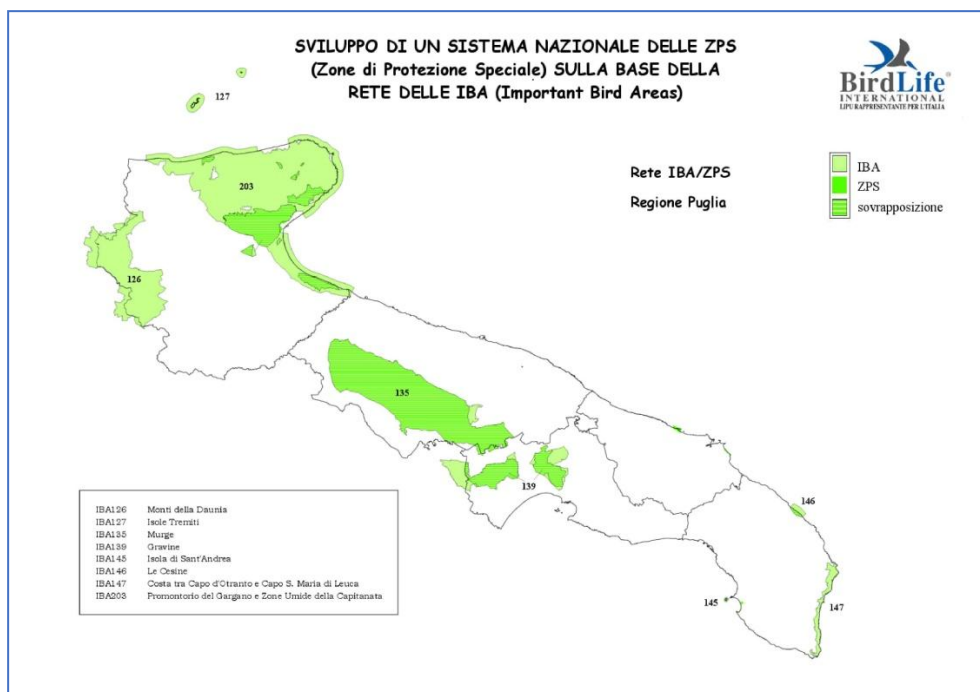 SVILUPPO DI UN SISTEMA NAZIONALE DELLE ZPS
(Zone di Protezione Speciale) SULLA BASE DELLA
RETE DELLE IBA (Important Bird Areas)
BirdLife®
INTERNATIONAL
LIPU RAPPRESENTANTE PER L'ITALIA
Rete IBA/ZPS
Regione Puglia
IBA
ZPS
sovrapposizione
127
203
126
135
139
146
145
147
IBA126 Monti della Daunia
IBA127 Isole Tremiti
IBA135 Murge
IBA139 Gravine
IBA145 Isola di Sant'Andrea
IBA146 Le Cesine
IBA147 Costa tra Capo d'Otranto e Capo S. Maria di Leuca
IBA203 Promontorio del Gargano e Zone Umide della Capitanata